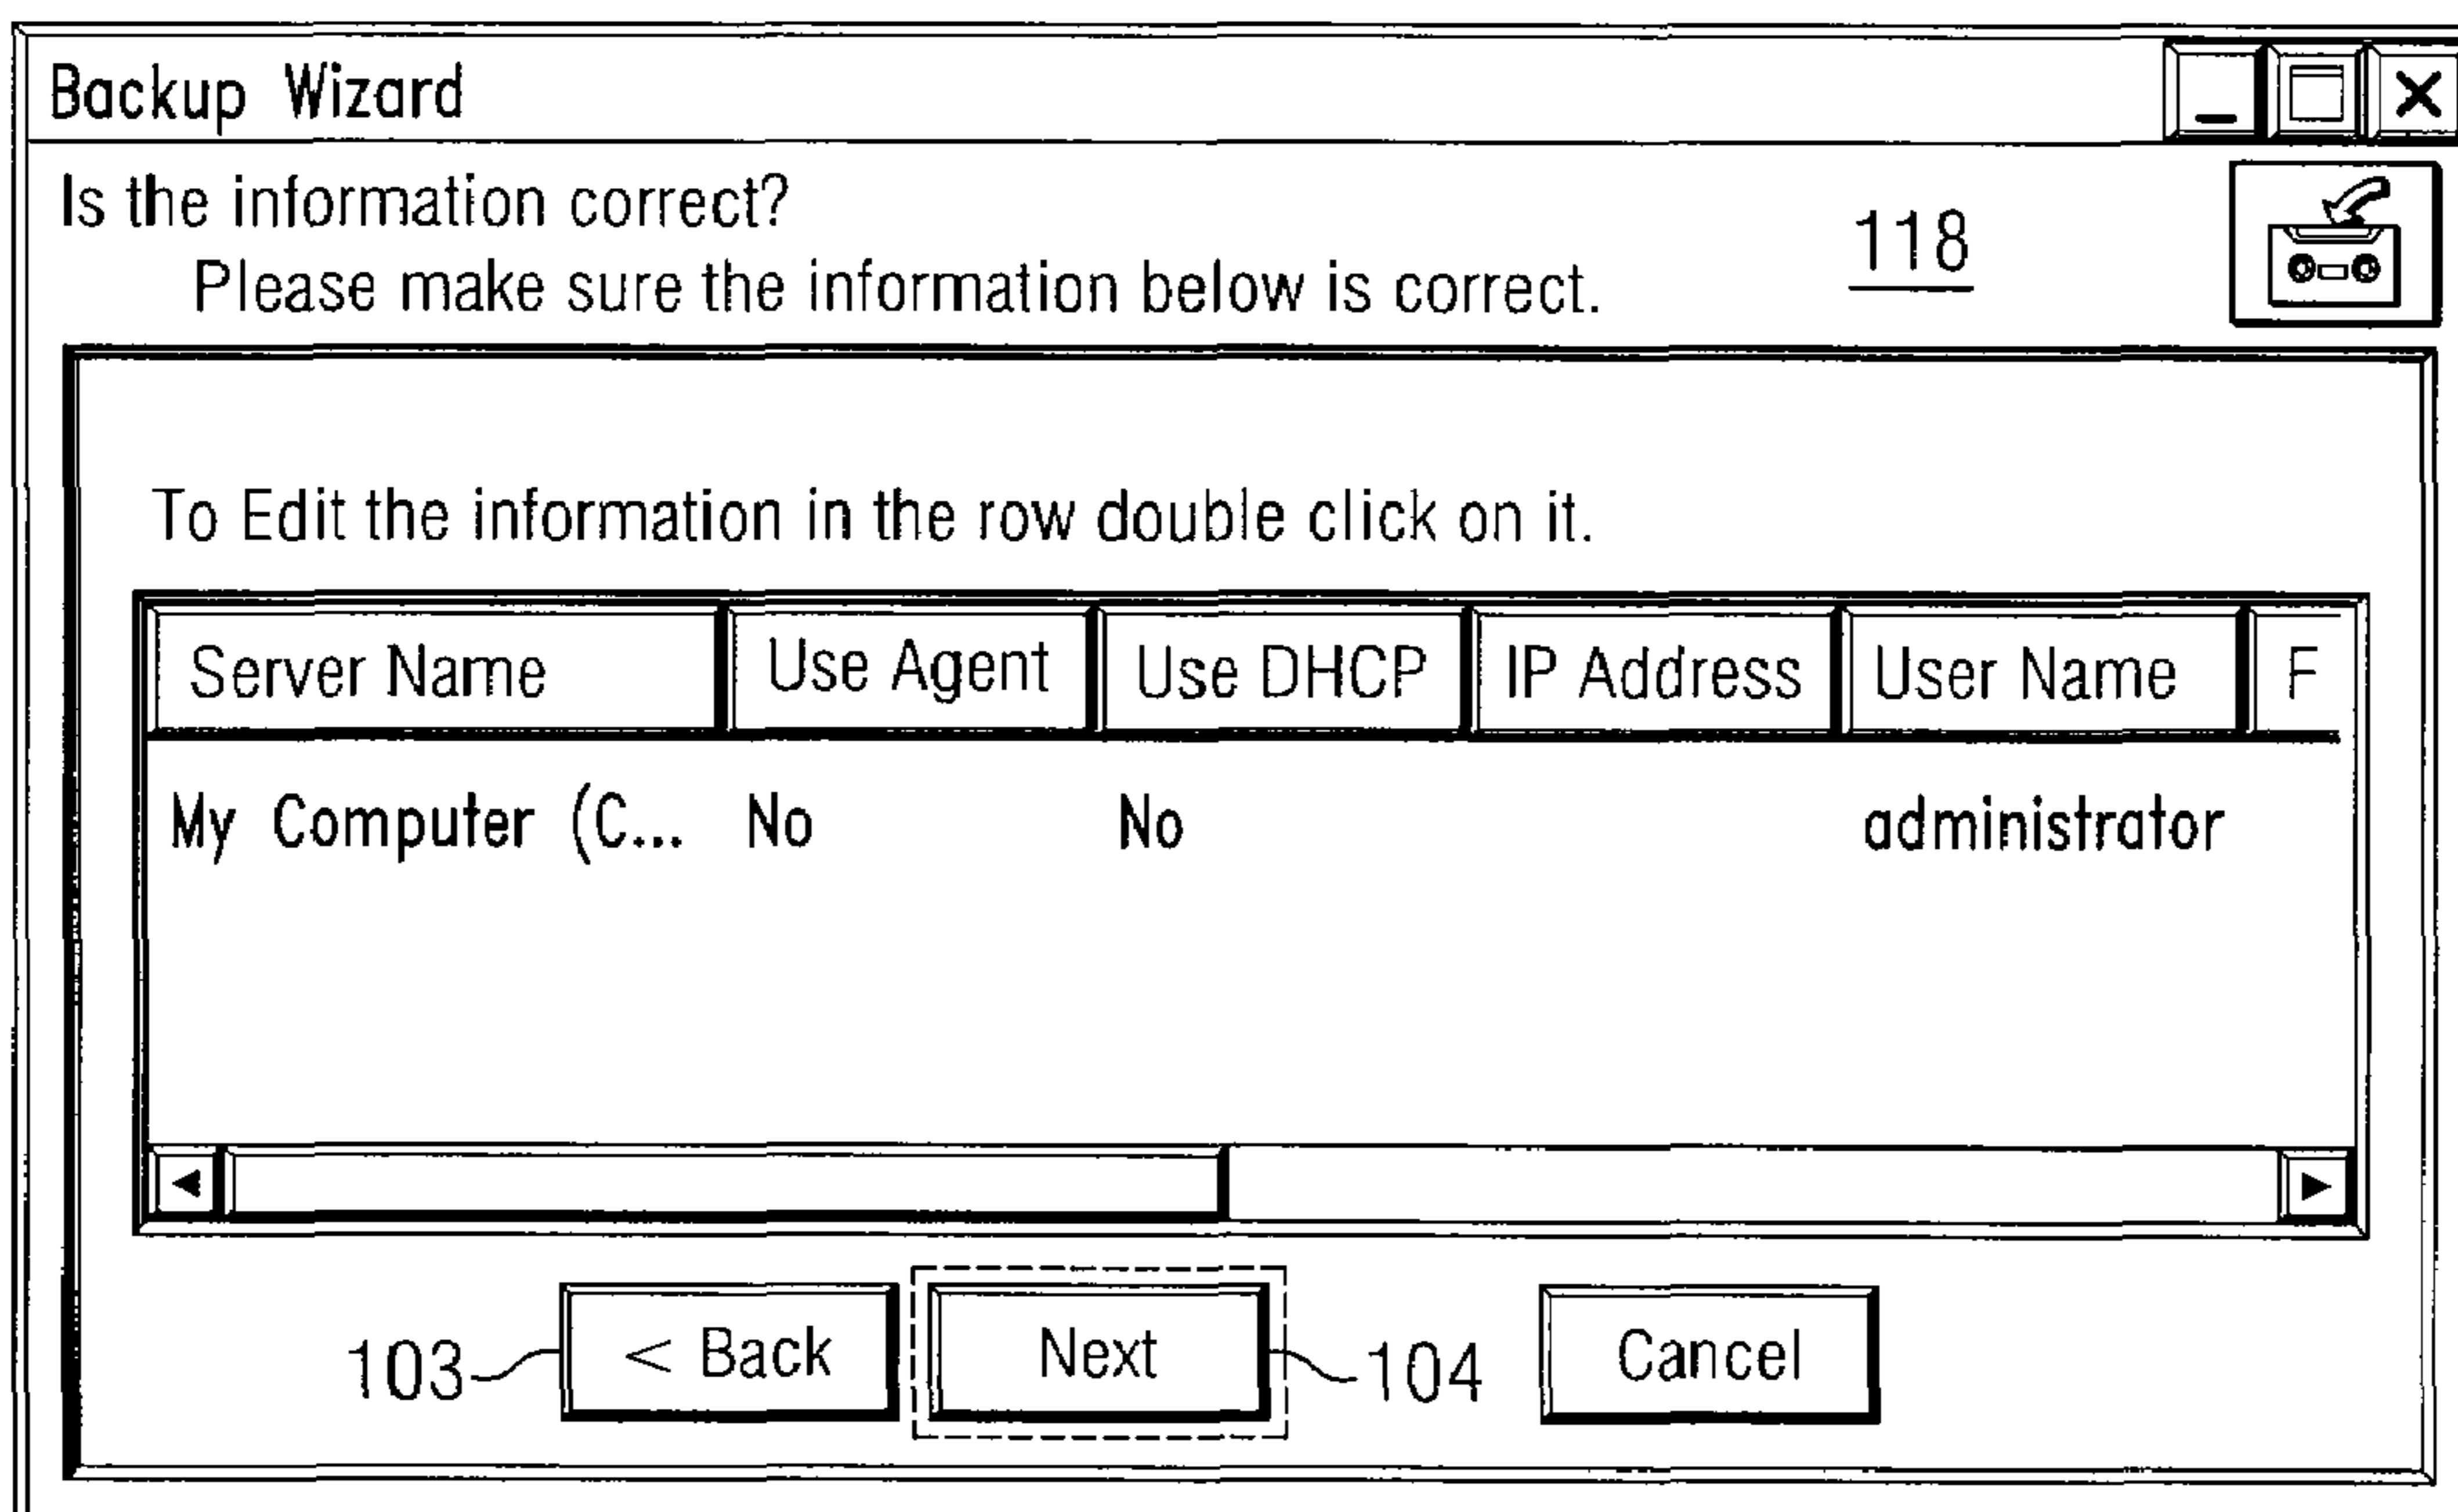 Backup Wizard
Is the information correct?
118
Please make sure the information below is correct.
To Edit the information in the row double click on it.
Server Name Use Agent Use DHCP IP Address User Name F
My Computer (C... No No administrator
103 < Back Next 104 Cancel